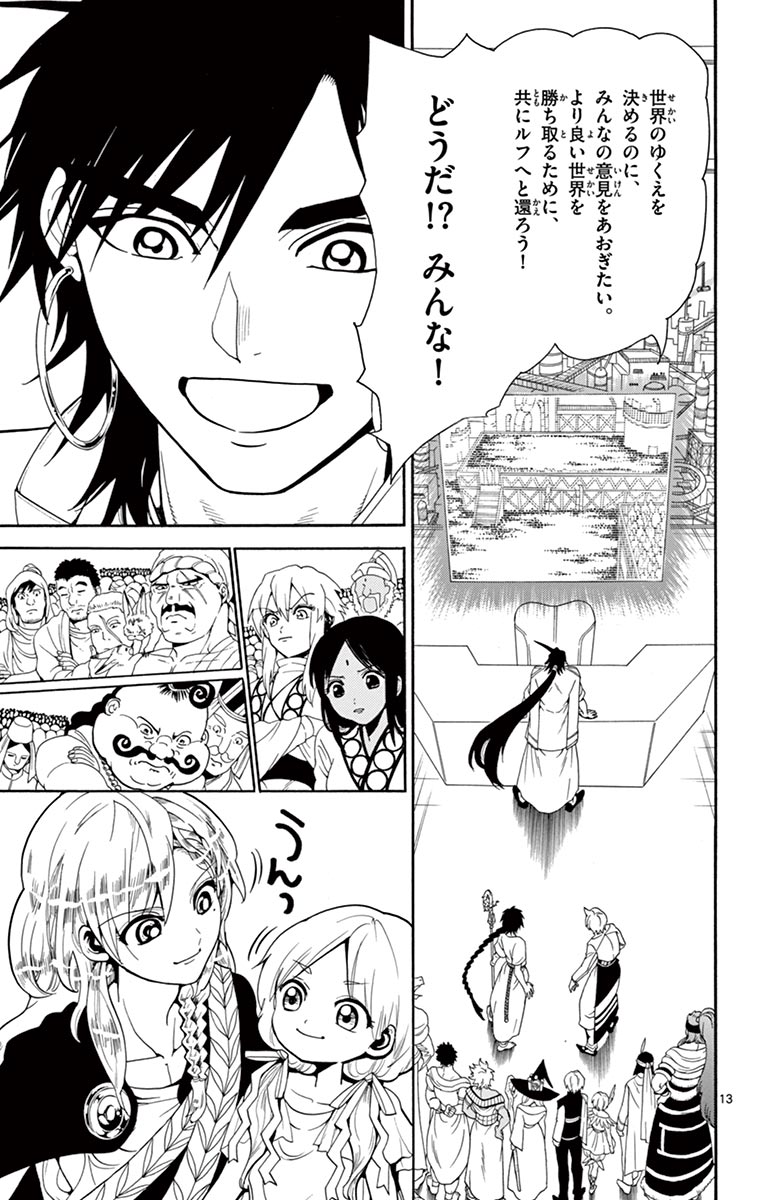 世界のゆくえを
決めるのに、
みんなの意見をあおぎたい。
より良い世界を
勝ち取るために、
共にルフへと還ろう！
どうだ!? みんな！
うんっ
13